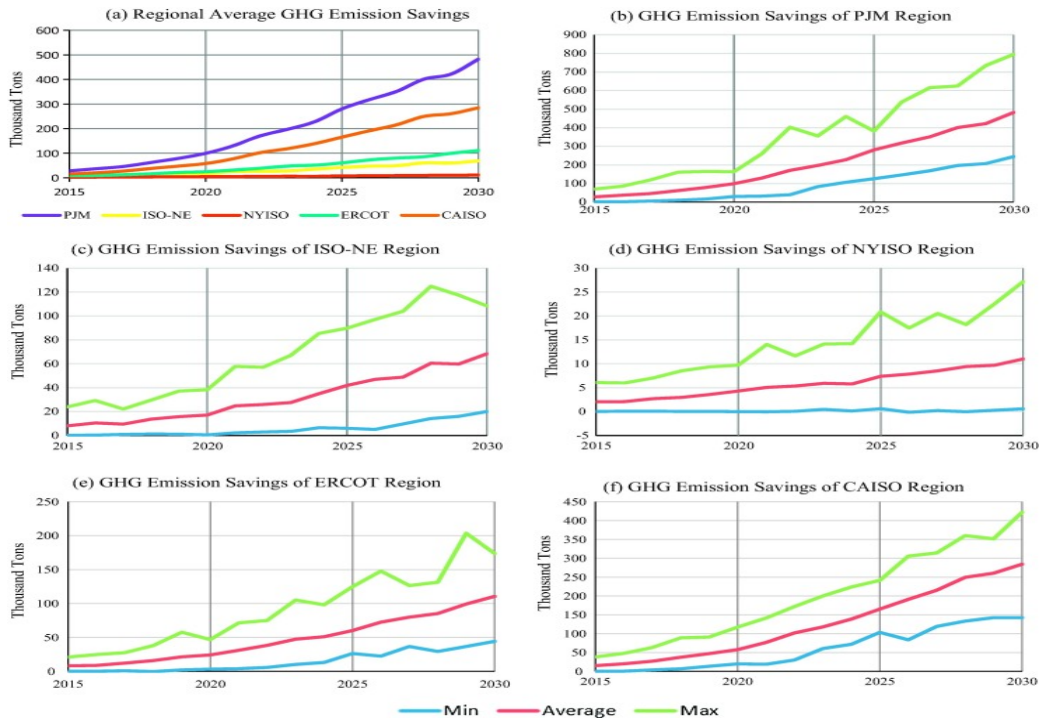 (a) Regional Average GHG Emission Savings
Thousand Tons
600
500
400
300
200
100
0
2015 2020 2025 2030
PJM ISO-NE NYISO ERCOT CAISO
(b) GHG Emission Savings of PJM Region
Thousand Tons
900
800
700
600
500
400
300
200
100
0
2015 2020 2025 2030
(c) GHG Emission Savings of ISO-NE Region
Thousand Tons
140
120
100
80
60
40
20
0
2015 2020 2025 2030
(d) GHG Emission Savings of NYISO Region
Thousand Tons
30
25
20
15
10
5
0
-5
2015 2020 2025 2030
(e) GHG Emission Savings of ERCOT Region
Thousand Tons
250
200
150
100
50
0
2015 2020 2025 2030
(f) GHG Emission Savings of CAISO Region
Thousand Tons
450
400
350
300
250
200
150
100
50
0
2015 2020 2025 2030
Min Average Max